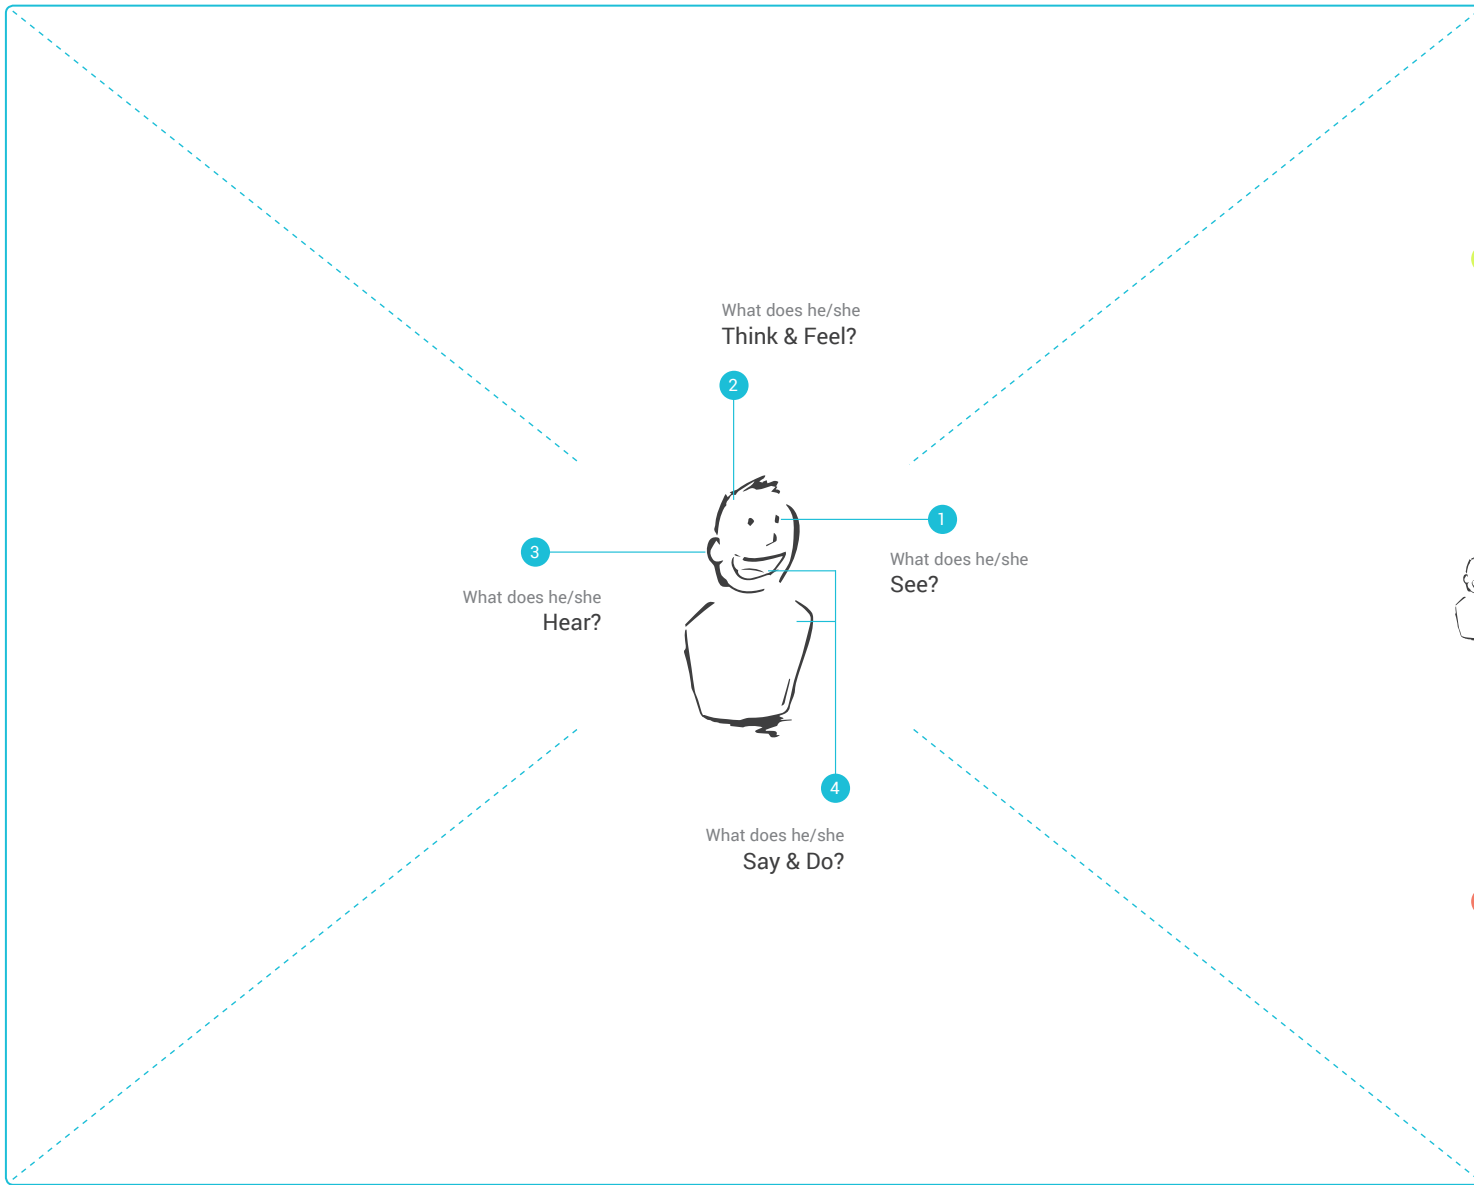 What does he/she
Think & Feel?
2
1
3
What does he/she
See?
What does he/she
Hear?
4
What does he/she
Say & Do?